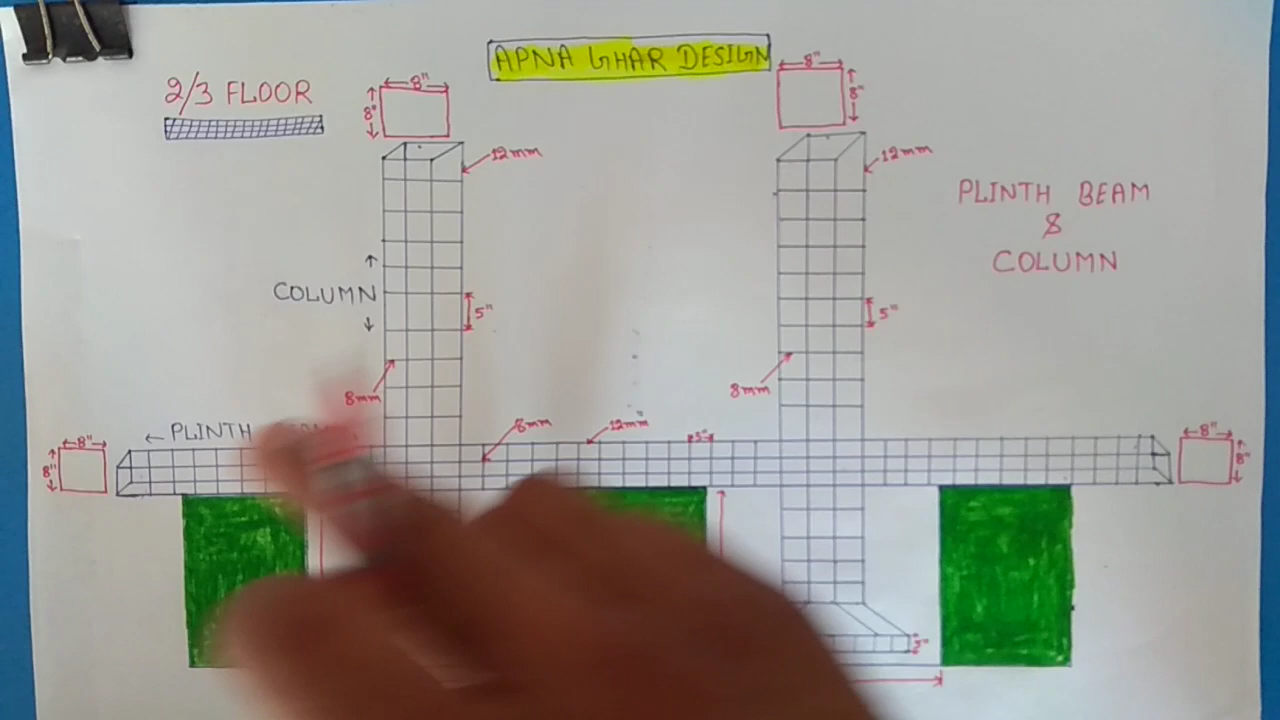 APNA GHAR DESIGN
2/3 FLOOR
8"
8"
8"
8"
12mm
12mm
PLINTH BEAM
&
COLUMN
COLUMN
5"
5"
8mm
8mm
← PLINTH
8mm
12mm
5"
8"
8"
8"
8"